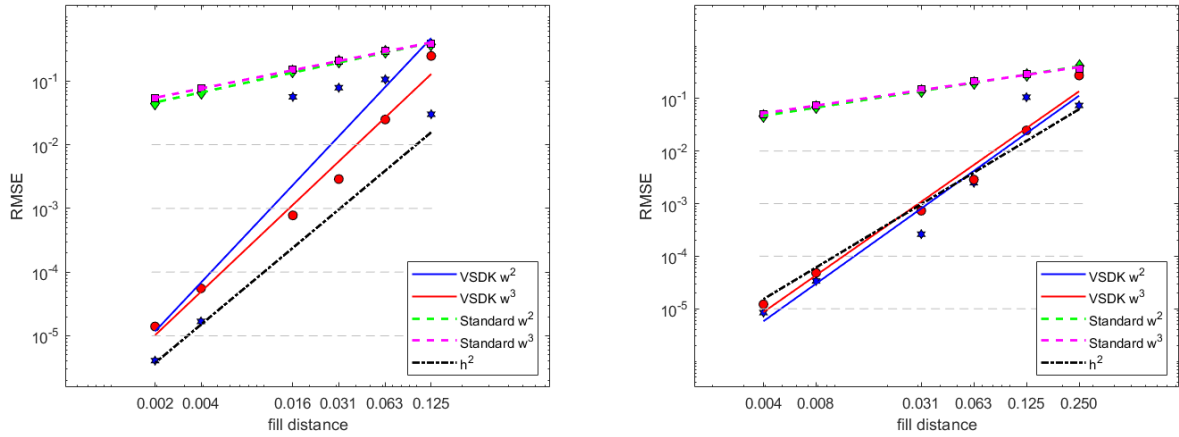 RMSE
10^-1
10^-2
10^-3
10^-4
10^-5
0.002 0.004 0.016 0.031 0.063 0.125
fill distance
VSDK w^2
VSDK w^3
Standard w^2
Standard w^3
h^2
RMSE
10^-1
10^-2
10^-3
10^-4
10^-5
0.004 0.008 0.031 0.063 0.125 0.250
fill distance
VSDK w^2
VSDK w^3
Standard w^2
Standard w^3
h^2